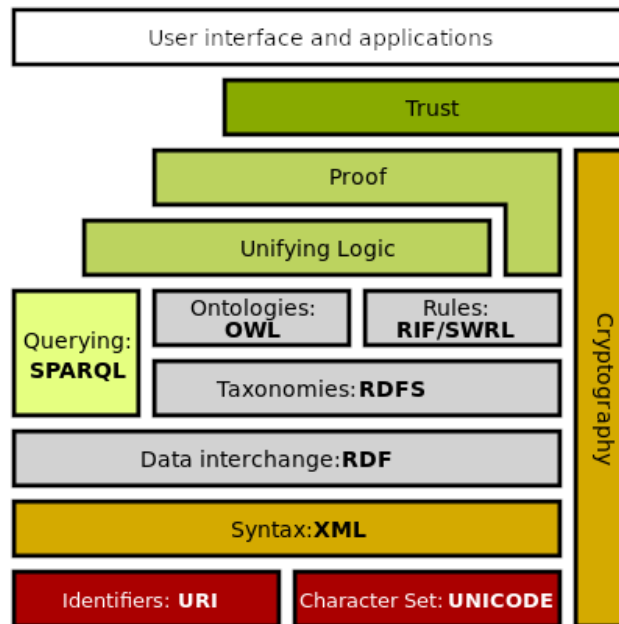 User interface and applications
Trust
Proof
Unifying Logic
Querying:
SPARQL
Ontologies:
OWL
Rules:
RIF/SWRL
Taxonomies: RDFS
Cryptography
Data interchange: RDF
Syntax: XML
Identifiers: URI
Character Set: UNICODE